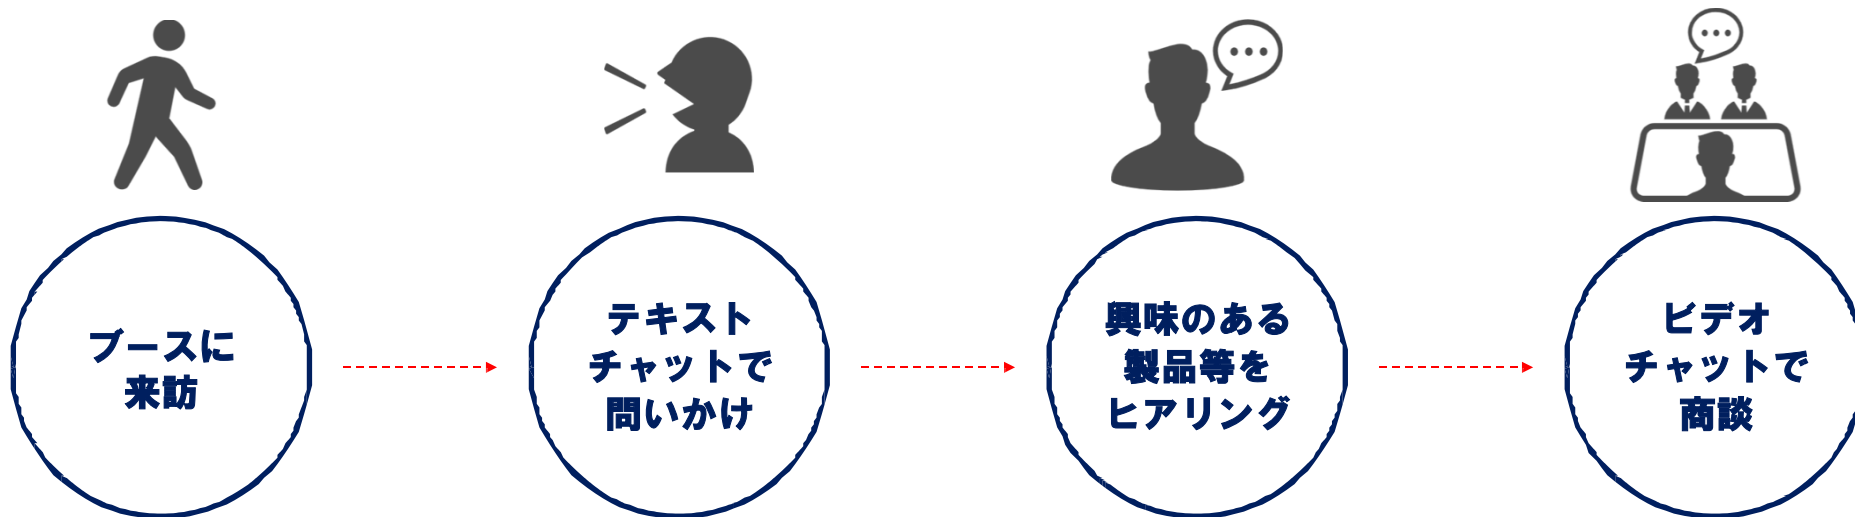 ブースに
来訪
テキスト
チャットで
問いかけ
興味のある
製品等を
ヒアリング
ビデオ
チャットで
商談